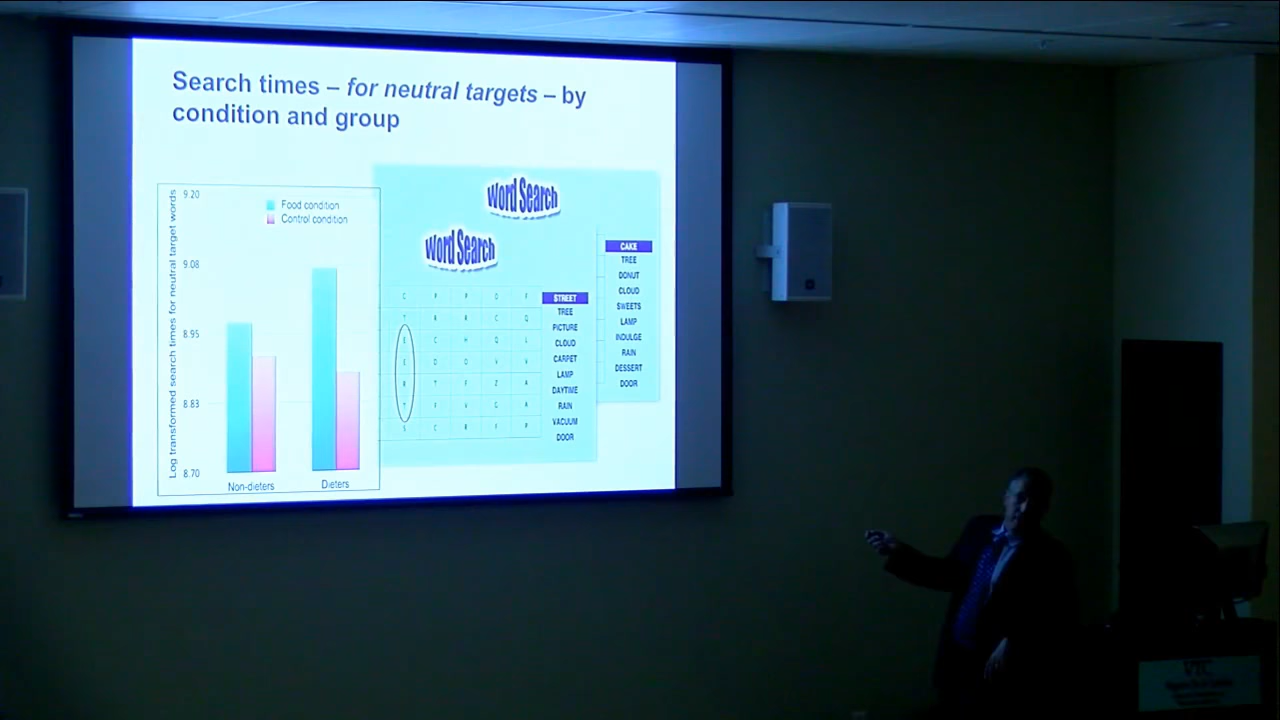 Search times – for neutral targets – by
condition and group
Log transformed search times for neutral target words
9.20
9.08
8.95
8.83
8.70
Food condition
Control condition
Non-dieters
Dieters
Word Search
Word Search
CAKE
TREE
DONUT
CLOUD
SWEETS
LAMP
INDULGE
RAIN
DESSERT
DOOR
STREET
TREE
PICTURE
CLOUD
CARPET
LAMP
DAYTIME
RAIN
VACUUM
DOOR